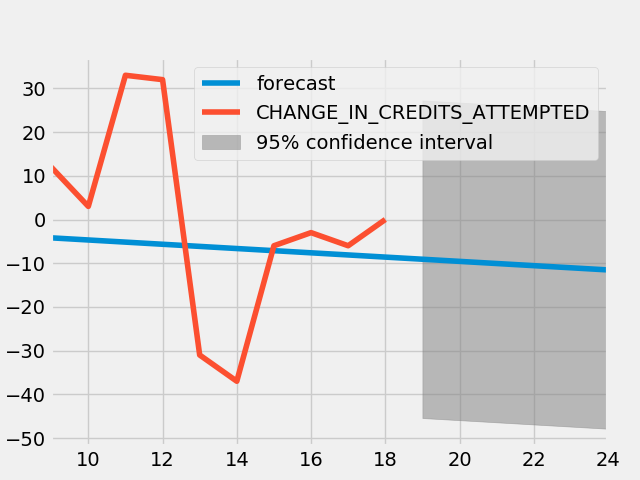 forecast
CHANGE_IN_CREDITS_ATTEMPTED
95% confidence interval
30
20
10
0
−10
−20
−30
−40
−50
10 12 14 16 18 20 22 24